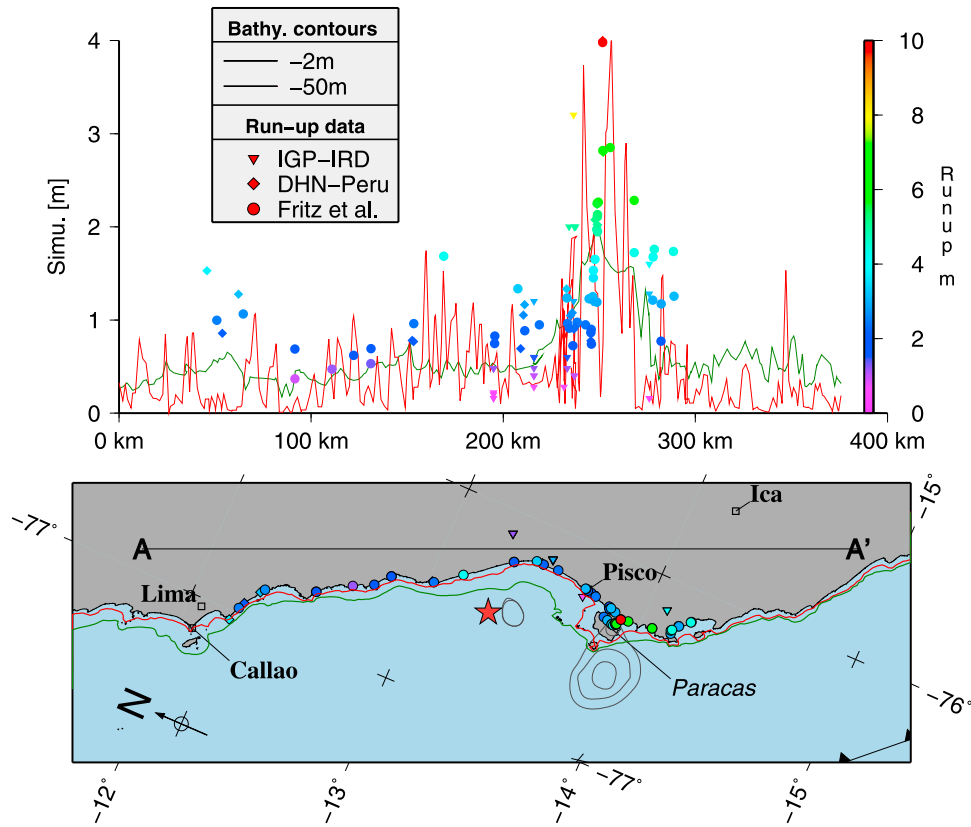 Bathy. contours
−2m
−50m
Run−up data
IGP−IRD
DHN−Peru
Fritz et al.
Simu. [m]
4
3
2
1
0
0 km
100 km
200 km
300 km
400 km
10
8
6
4
2
0
Runup m
−77°
−15°
Ica
A
A'
Lima
Pisco
Callao
Paracas
N
−76°
−12°
−13°
−14°
−77°
−15°